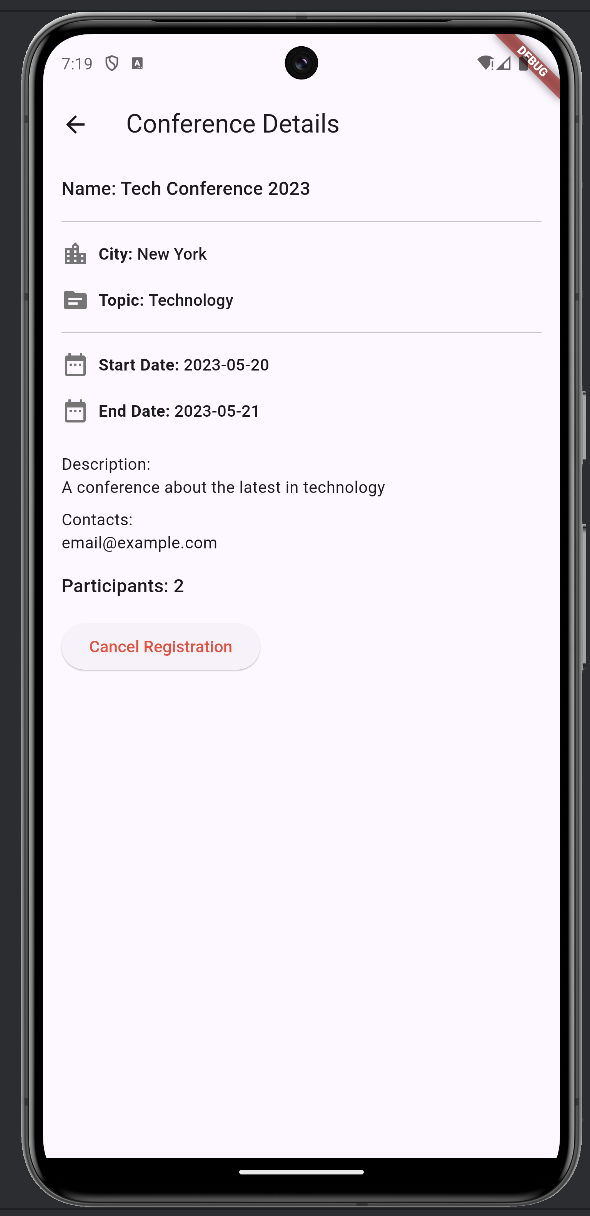 7:19
A
DEBUG
Conference Details
Name: Tech Conference 2023
City: New York
Topic: Technology
Start Date: 2023-05-20
End Date: 2023-05-21
Description:
A conference about the latest in technology
Contacts:
email@example.com
Participants: 2
Cancel Registration